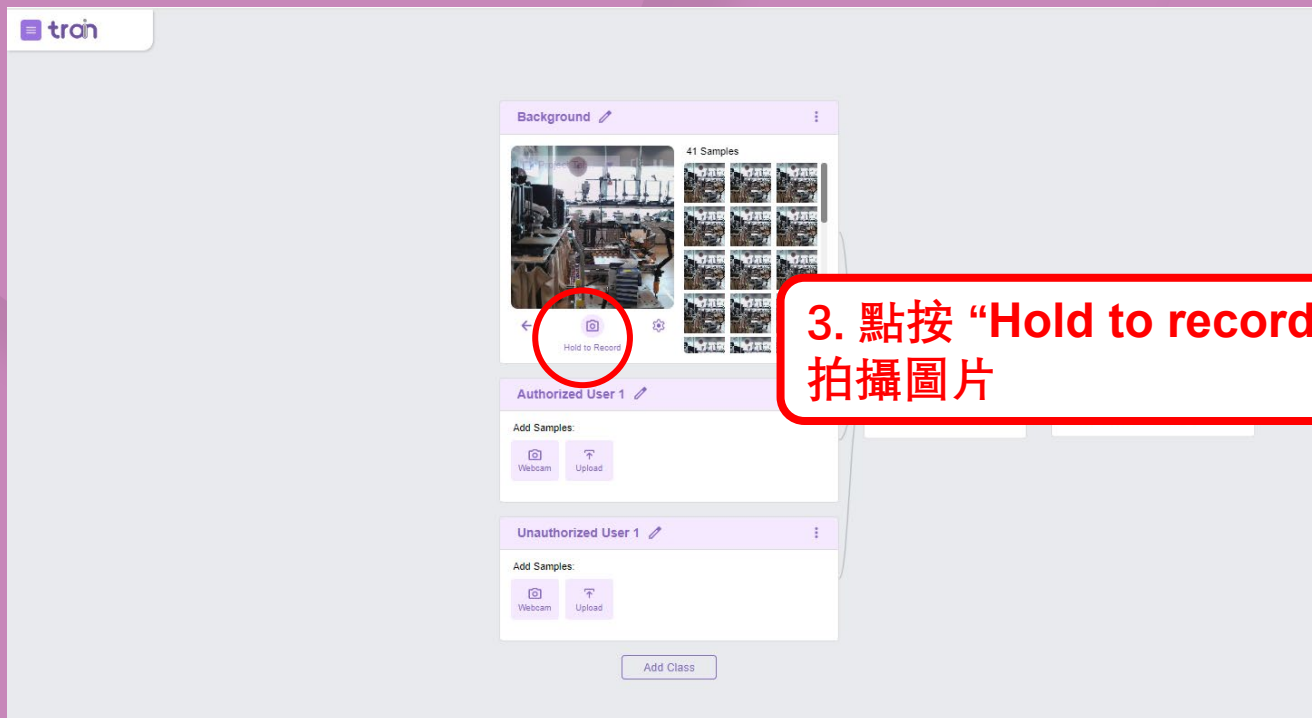 train
Background
41 Samples
Hold to Record
3. 點按 “Hold to record
拍攝圖片
Authorized User 1
Add Samples:
Webcam
Upload
Unauthorized User 1
Add Samples:
Webcam
Upload
Add Class